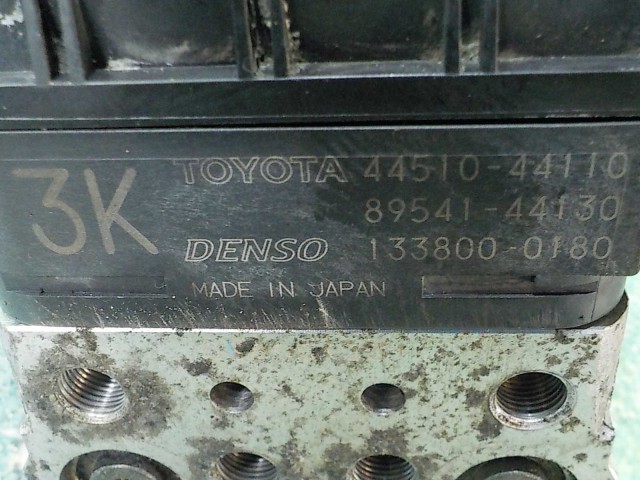 3K TOYOTA 44510-44110
89541-44130
DENSO 133800-0180
MADE IN JAPAN